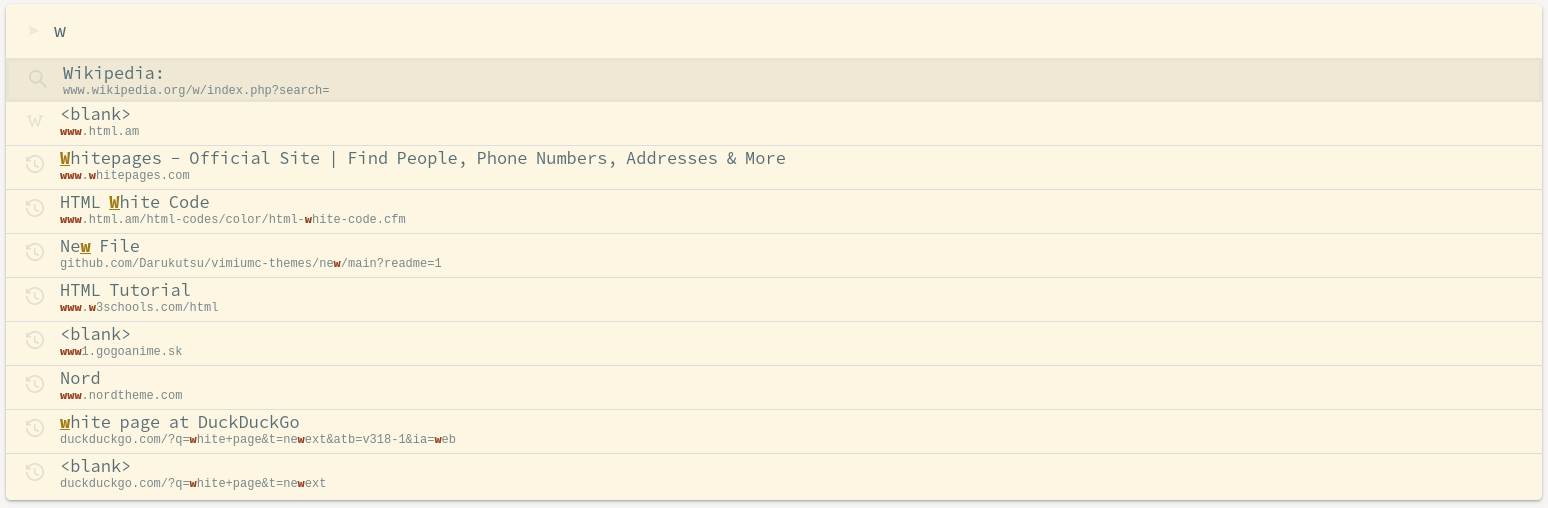 w
Wikipedia:
www.wikipedia.org/w/index.php?search=
W
<blank>
www.html.am
Whitepages - Official Site | Find People, Phone Numbers, Addresses & More
www.whitepages.com
HTML White Code
www.html.am/html-codes/color/html-white-code.cfm
New File
github.com/Darukutsu/vimiumc-themes/new/main?readme=1
HTML Tutorial
www.w3schools.com/html
<blank>
www1.gogoanime.sk
Nord
www.nordtheme.com
white page at DuckDuckGo
duckduckgo.com/?q=white+page&t=newext&atb=v318-1&ia=web
<blank>
duckduckgo.com/?q=white+page&t=newext